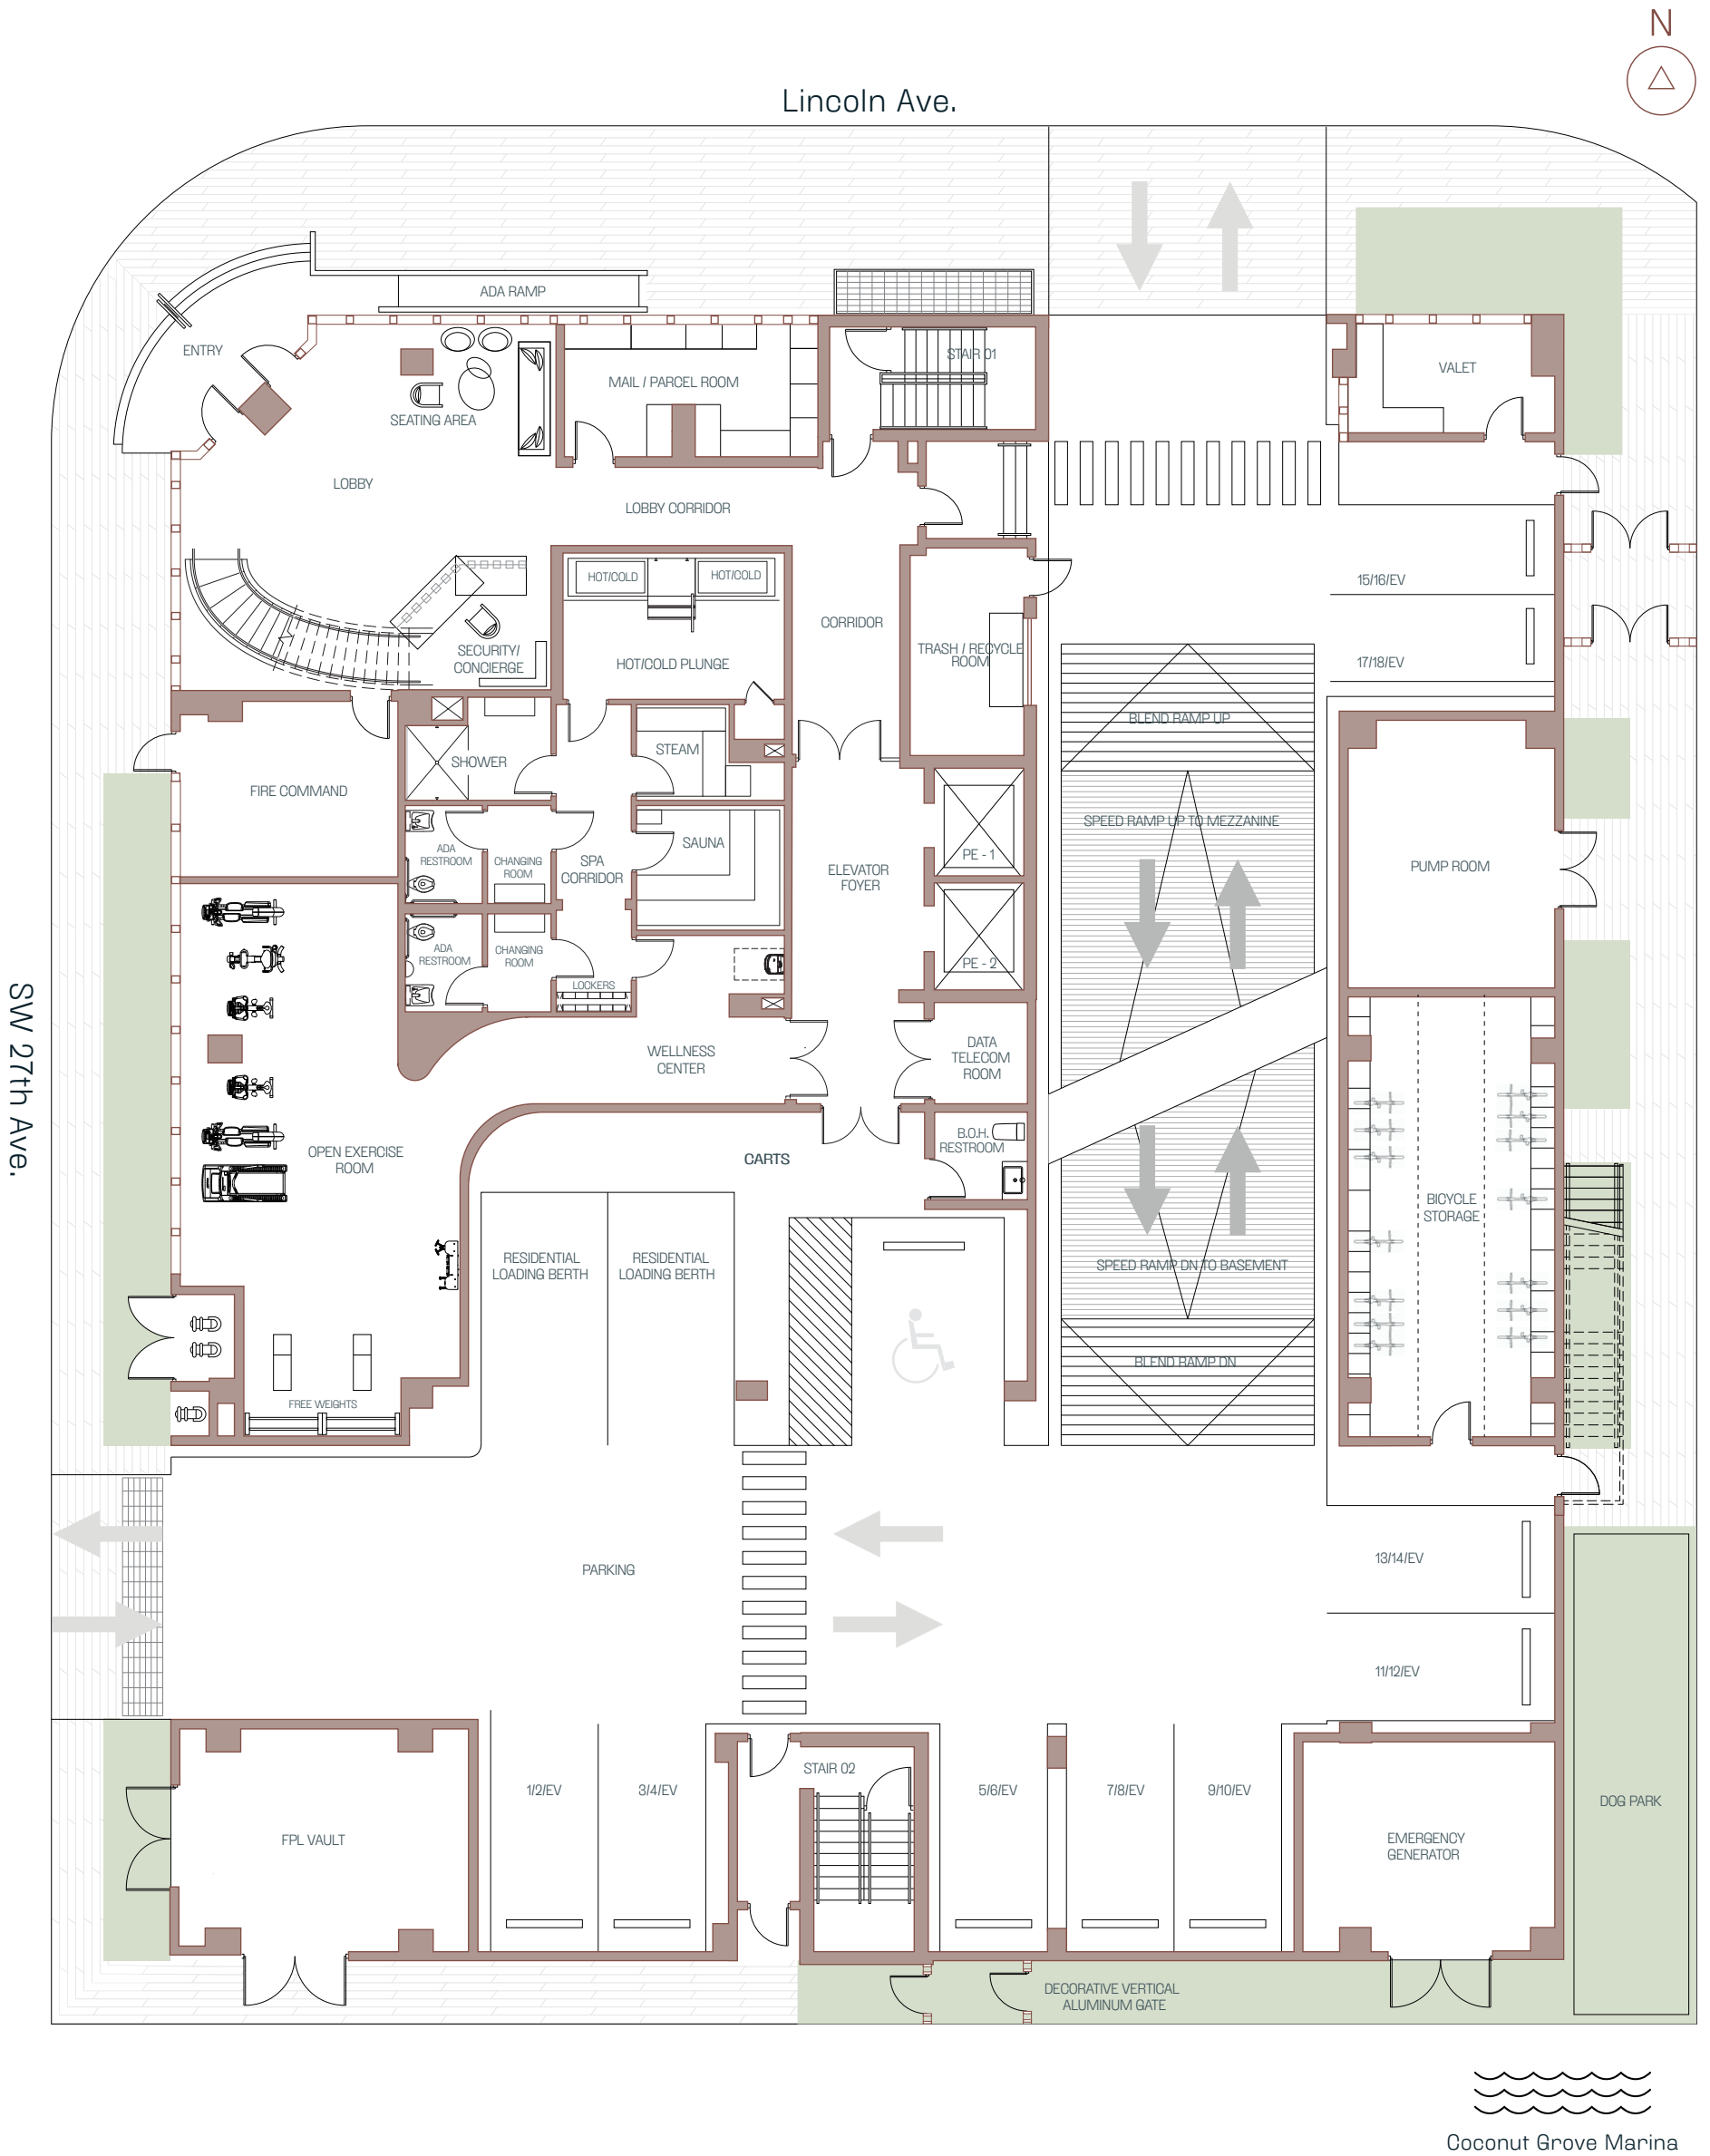 N
Lincoln Ave.
ADA RAMP
ENTRY
STAIR 01
VALET
MAIL / PARCEL ROOM
SEATING AREA
LOBBY
LOBBY CORRIDOR
HOT/COLD
HOT/COLD
15/16/EV
CORRIDOR
SECURITY/
CONCIERGE
HOT/COLD PLUNGE
TRASH / RECYCLE
ROOM
17/18/EV
BLEND RAMP UP
STEAM
SHOWER
FIRE COMMAND
SPEED RAMP UP TO MEZZANINE
SAUNA
ADA
RESTROOM
CHANGING
ROOM
SPA
CORRIDOR
PE - 1
ELEVATOR
FOYER
PUMP ROOM
ADA
RESTROOM
CHANGING
ROOM
PE - 2
LOCKERS
SW 27th Ave.
WELLNESS
CENTER
DATA
TELECOM
ROOM
OPEN EXERCISE
ROOM
CARTS
B.O.H.
RESTROOM
BICYCLE
STORAGE
RESIDENTIAL
LOADING BERTH
RESIDENTIAL
LOADING BERTH
SPEED RAMP DN TO BASEMENT
BLEND RAMP DN
FREE WEIGHTS
PARKING
13/14/EV
11/12/EV
STAIR 02
1/2/EV
3/4/EV
5/6/EV
7/8/EV
9/10/EV
DOG PARK
FPL VAULT
EMERGENCY
GENERATOR
DECORATIVE VERTICAL
ALUMINUM GATE
Coconut Grove Marina